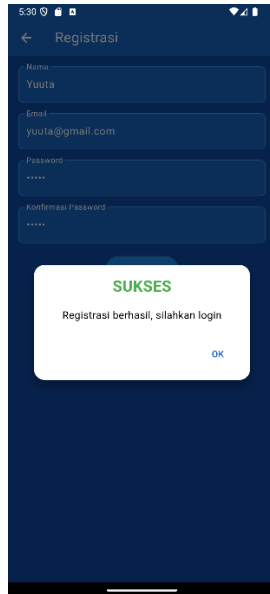 5:30
Registrasi
Nama
Yuuta
Email
yuuta@gmail.com
Password
•••••
Konfirmasi Password
•••••
SUKSES
Registrasi berhasil, silahkan login
OK